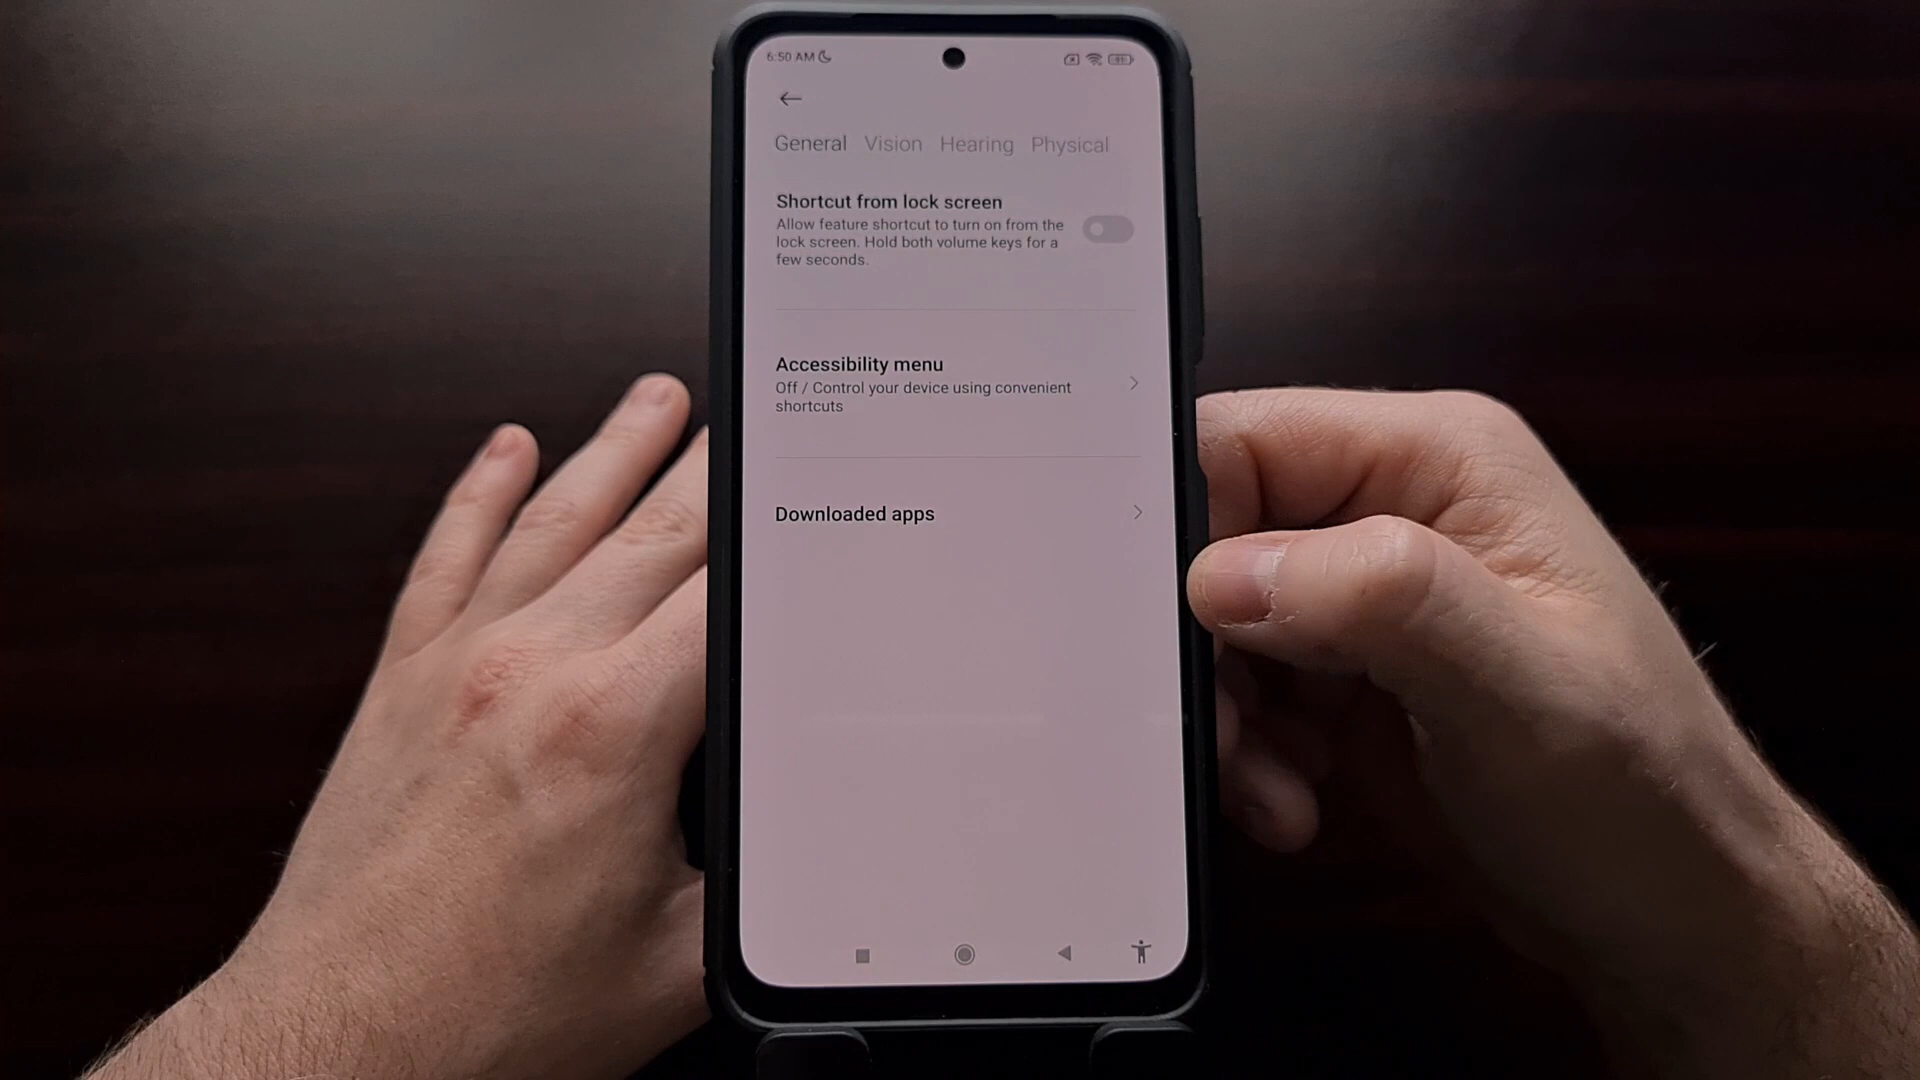 6:50 AM
General Vision Hearing Physical
Shortcut from lock screen
Allow feature shortcut to turn on from the
lock screen. Hold both volume keys for a
few seconds.
Accessibility menu
Off / Control your device using convenient
shortcuts
Downloaded apps